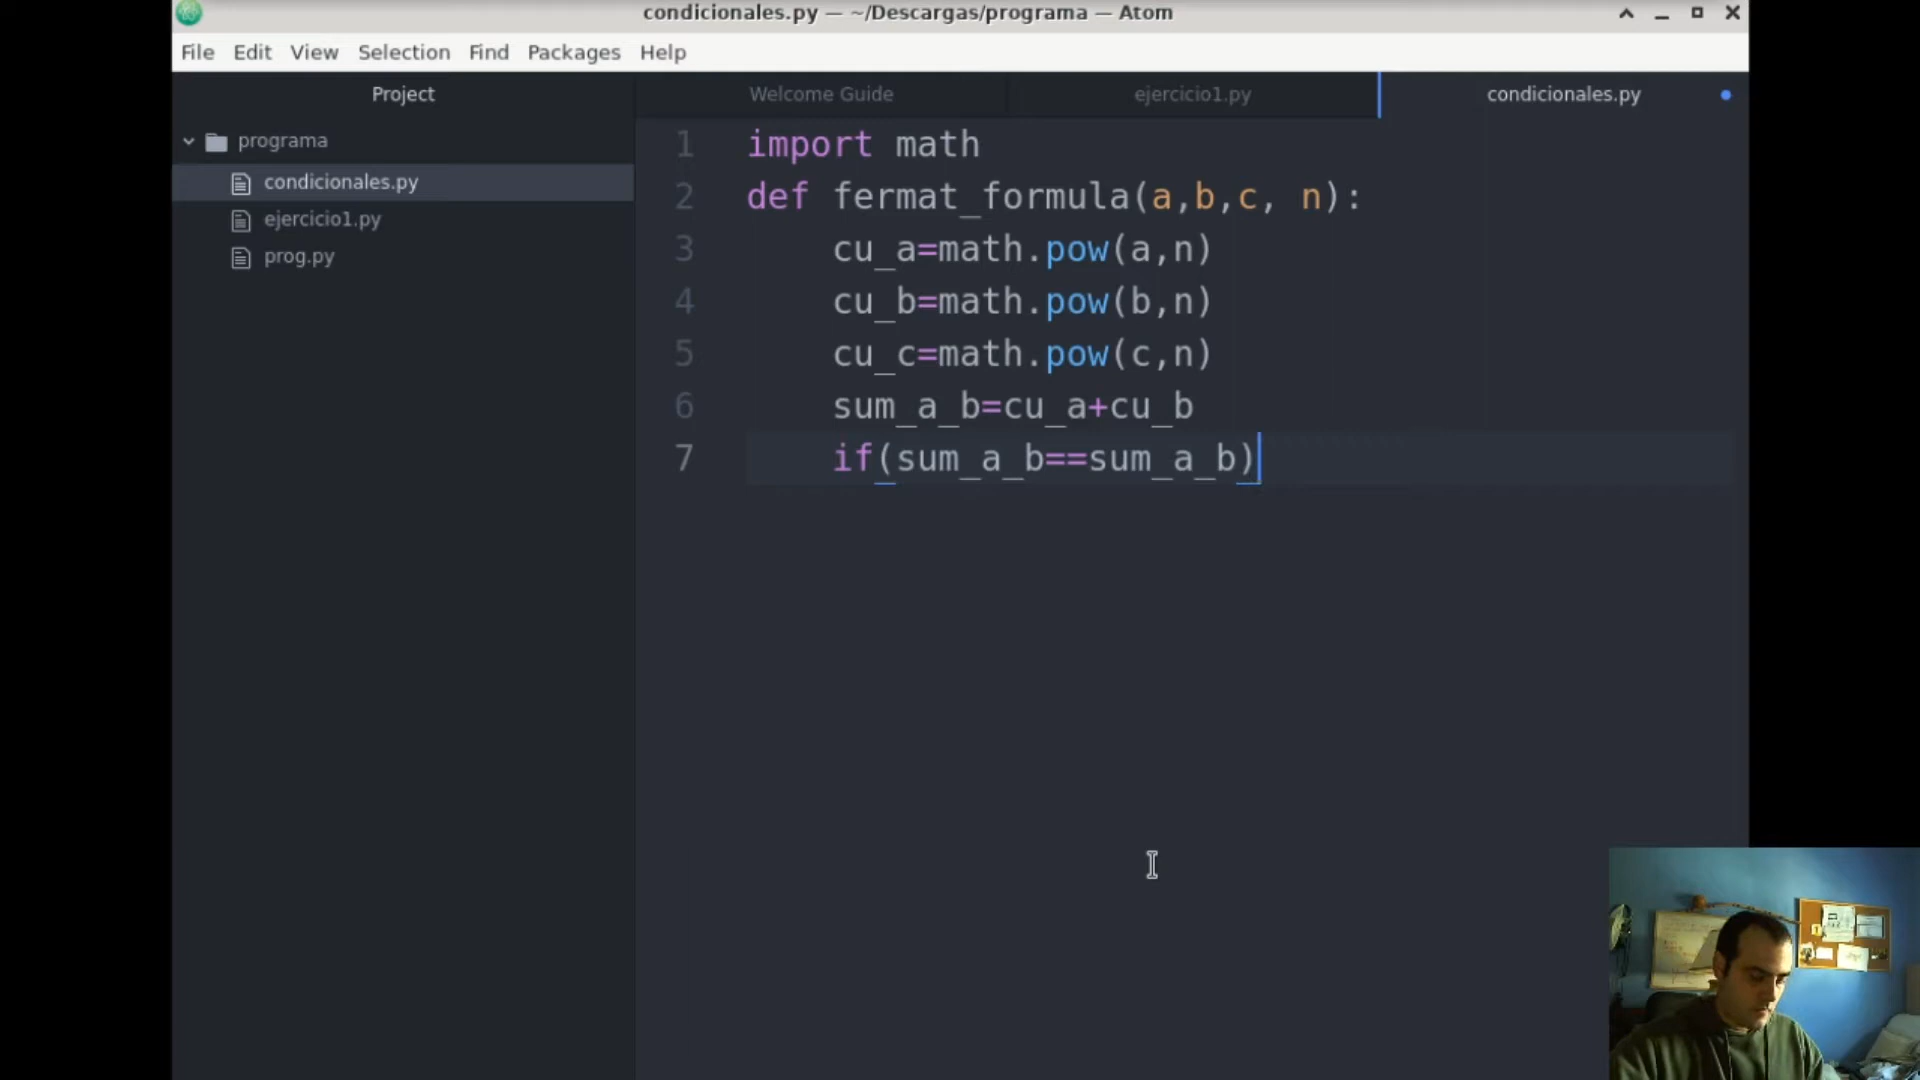 condicionales.py — ~/Descargas/programa — Atom
File Edit View Selection Find Packages Help
Project
Welcome Guide
ejercicio1.py
condicionales.py
programa
condicionales.py
ejercicio1.py
prog.py
1 import math
2 def fermat_formula(a,b,c, n):
3 cu_a=math.pow(a,n)
4 cu_b=math.pow(b,n)
5 cu_c=math.pow(c,n)
6 sum_a_b=cu_a+cu_b
7 if(sum_a_b==sum_a_b)